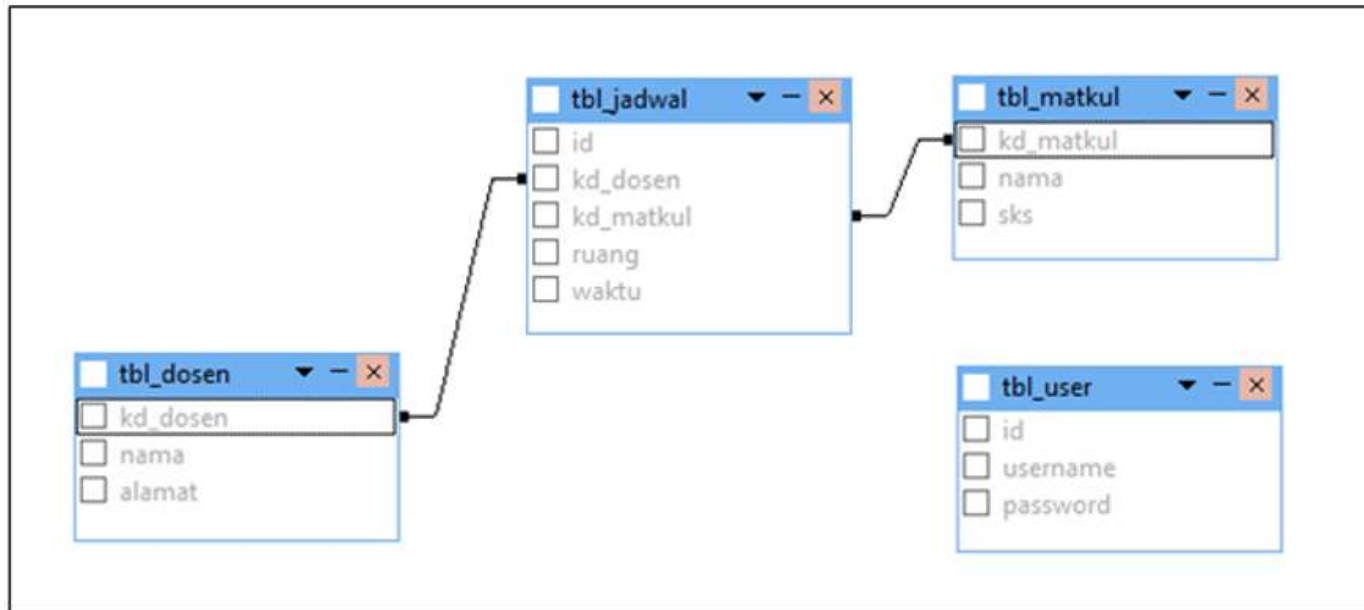 tbl_jadwal
id
kd_dosen
kd_matkul
ruang
waktu
tbl_matkul
kd_matkul
nama
sks
tbl_dosen
kd_dosen
nama
alamat
tbl_user
id
username
password